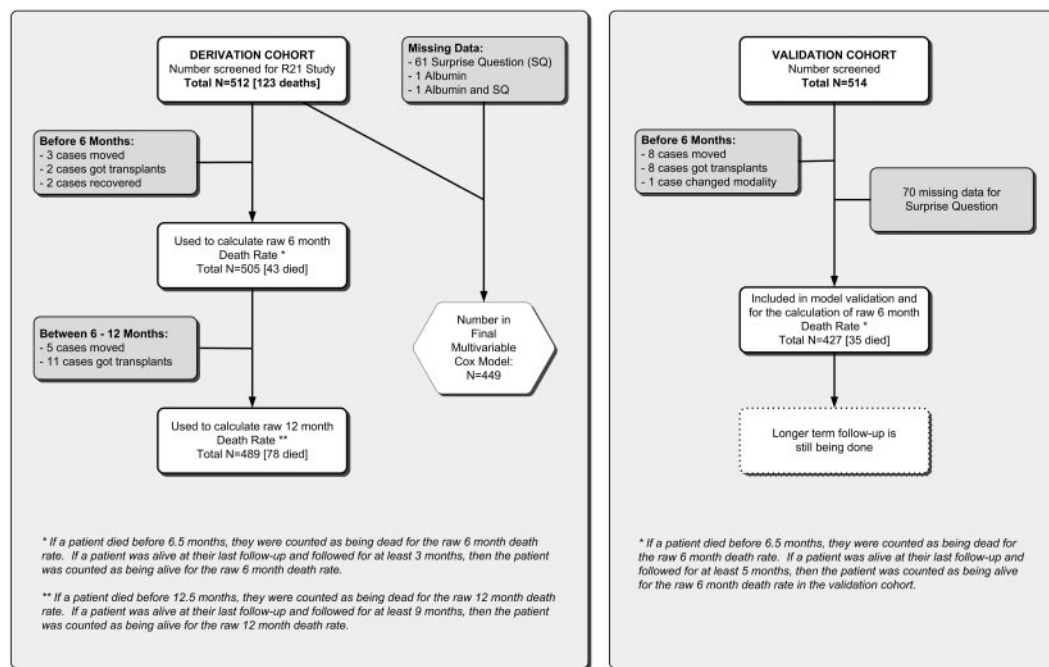 DERIVATION COHORT
Number screened for R21 Study
Total N=512 [123 deaths]
Missing Data:
- 61 Surprise Question (SQ)
- 1 Albumin
- 1 Albumin and SQ
Before 6 Months:
- 3 cases moved
- 2 cases got transplants
- 2 cases recovered
Used to calculate raw 6 month
Death Rate *
Total N=505 [43 died]
Between 6 - 12 Months:
- 5 cases moved
- 11 cases got transplants
Number in
Final
Multivariable
Cox Model:
N=449
Used to calculate raw 12 month
Death Rate **
Total N=489 [78 died]
* If a patient died before 6.5 months, they were counted as being dead for the raw 6 month death
rate. If a patient was alive at their last follow-up and followed for at least 3 months, then the patient
was counted as being alive for the raw 6 month death rate.
** If a patient died before 12.5 months, they were counted as being dead for the raw 12 month death
rate. If a patient was alive at their last follow-up and followed for at least 9 months, then the patient
was counted as being alive for the raw 12 month death rate.
VALIDATION COHORT
Number screened
Total N=514
Before 6 Months:
- 8 cases moved
- 8 cases got transplants
- 1 case changed modality
70 missing data for
Surprise Question
Included in model validation and
for the calculation of raw 6 month
Death Rate *
Total N=427 [35 died]
Longer term follow-up is
still being done
* If a patient died before 6.5 months, they were counted as being dead for
the raw 6 month death rate. If a patient was alive at their last follow-up and
followed for at least 5 months, then the patient was counted as being alive
for the raw 6 month death rate in the validation cohort.